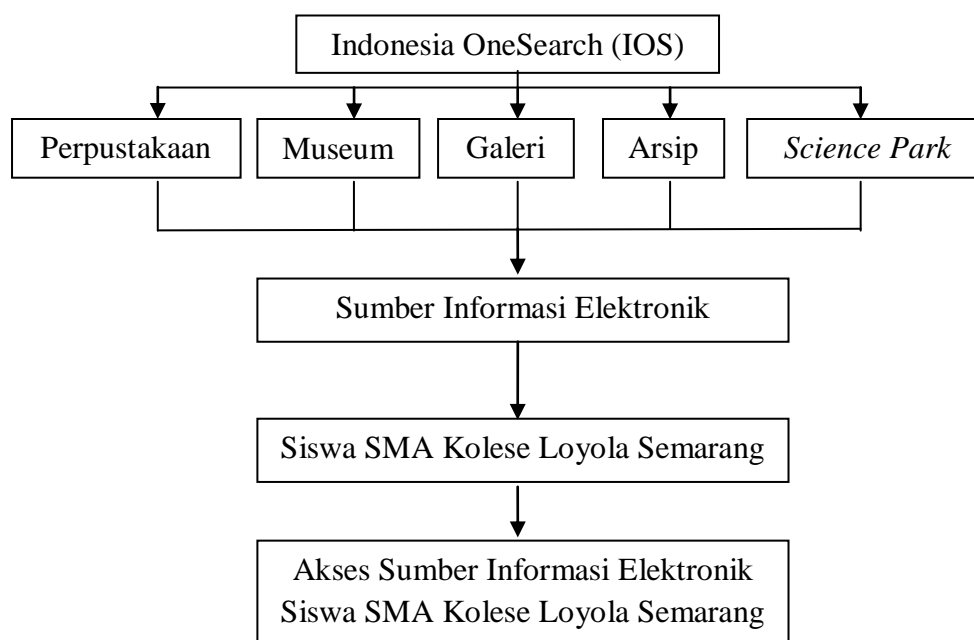 Indonesia OneSearch (IOS)
Perpustakaan
Museum
Galeri
Arsip
Science Park
Sumber Informasi Elektronik
Siswa SMA Kolese Loyola Semarang
Akses Sumber Informasi Elektronik
Siswa SMA Kolese Loyola Semarang